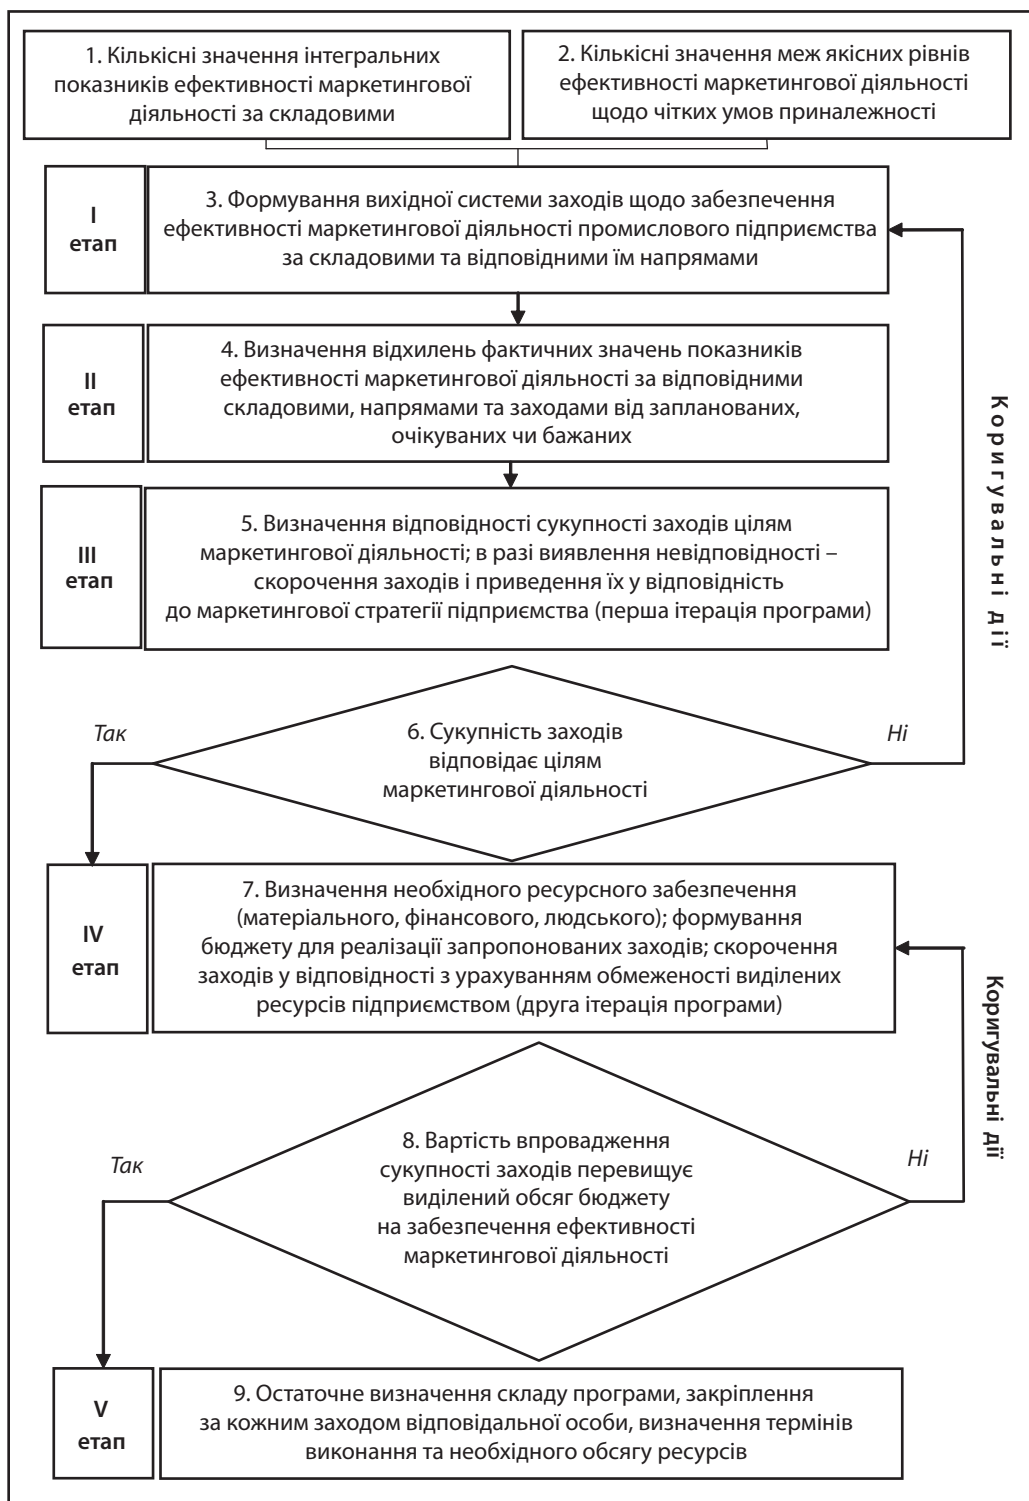 1. Кількісні значення інтегральних
показників ефективності маркетингової
діяльності за складовими
2. Кількісні значення меж якісних рівнів
ефективності маркетингової діяльності
щодо чітких умов приналежності
I
етап
3. Формування вихідної системи заходів щодо забезпечення
ефективності маркетингової діяльності промислового підприємства
за складовими та відповідними їм напрямами
II
етап
4. Визначення відхилень фактичних значень показників
ефективності маркетингової діяльності за відповідними
складовими, напрямами та заходами від запланованих,
очікуваних чи бажаних
Коригувальні дії
III
етап
5. Визначення відповідності сукупності заходів цілям
маркетингової діяльності; в разі виявлення невідповідності –
скорочення заходів і приведення їх у відповідність
до маркетингової стратегії підприємства (перша ітерація програми)
Так
6. Сукупність заходів
відповідає цілям
маркетингової діяльності
Ні
IV
етап
7. Визначення необхідного ресурсного забезпечення
(матеріального, фінансового, людського); формування
бюджету для реалізації запропонованих заходів; скорочення
заходів у відповідності з урахуванням обмеженості виділених
ресурсів підприємством (друга ітерація програми)
Коригувальні дії
Так
8. Вартість впровадження
сукупності заходів перевищує
виділений обсяг бюджету
на забезпечення ефективності
маркетингової діяльності
Ні
V
етап
9. Остаточне визначення складу програми, закріплення
за кожним заходом відповідальної особи, визначення термінів
виконання та необхідного обсягу ресурсів